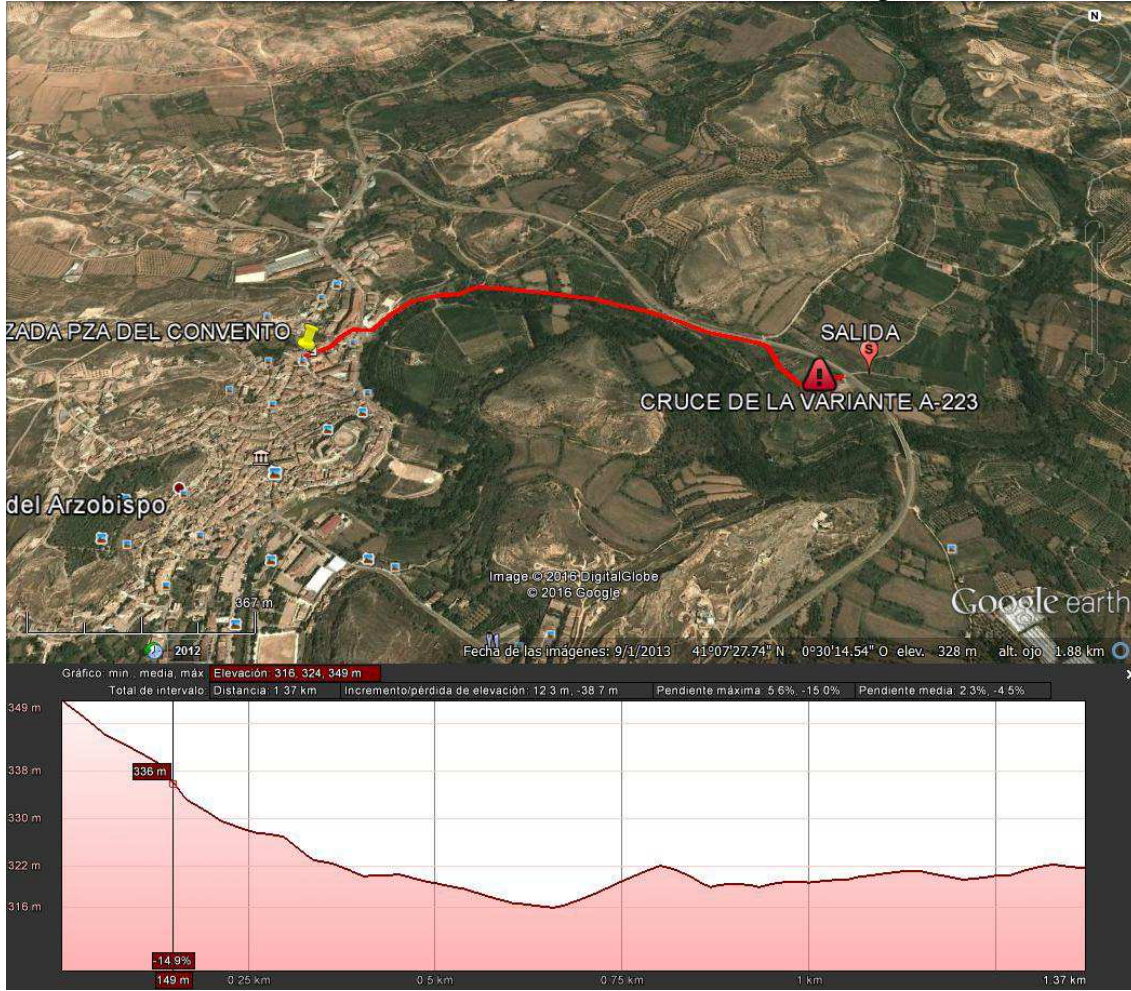 N
ZADA PZA DEL CONVENTO
SALIDA
S
CRUCE DE LA VARIANTE A-223
del Arzobispo
Image © 2016 DigitalGlobe
© 2016 Google
Google earth
367 m
2012
Fecha de las imágenes: 9/1/2013 41°07'27.74" N 0°30'14.54" O elev. 328 m alt. ojo 1.88 km
Gráfico: mín., media, máx. Elevación: 316, 324, 349 m
Total de intervalo: Distancia: 1.37 km Incremento/pérdida de elevación: 12.3 m, -38.7 m Pendiente máxima: 5.6%, -15.0% Pendiente media: 2.3%, -4.5%
349 m
338 m
336 m
330 m
322 m
316 m
-14.9%
149 m 0.25 km 0.5 km 0.75 km 1 km 1.37 km